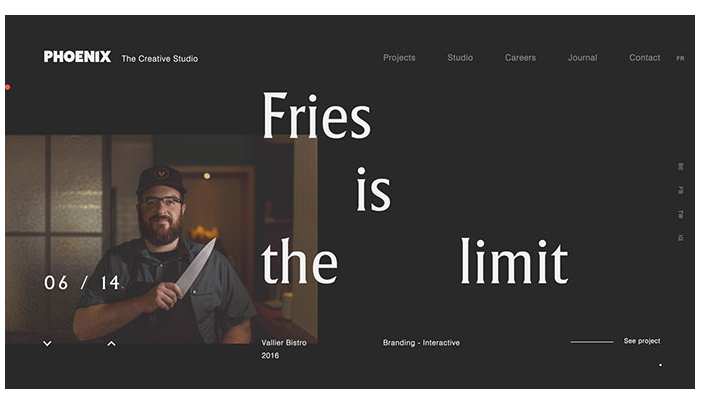 PHOENIX The Creative Studio
Projects Studio Careers Journal Contact FR
Fries
is
the limit
BE
FB
TW
IG
06 / 14
Vallier Bistro
2016
Branding - Interactive
See project